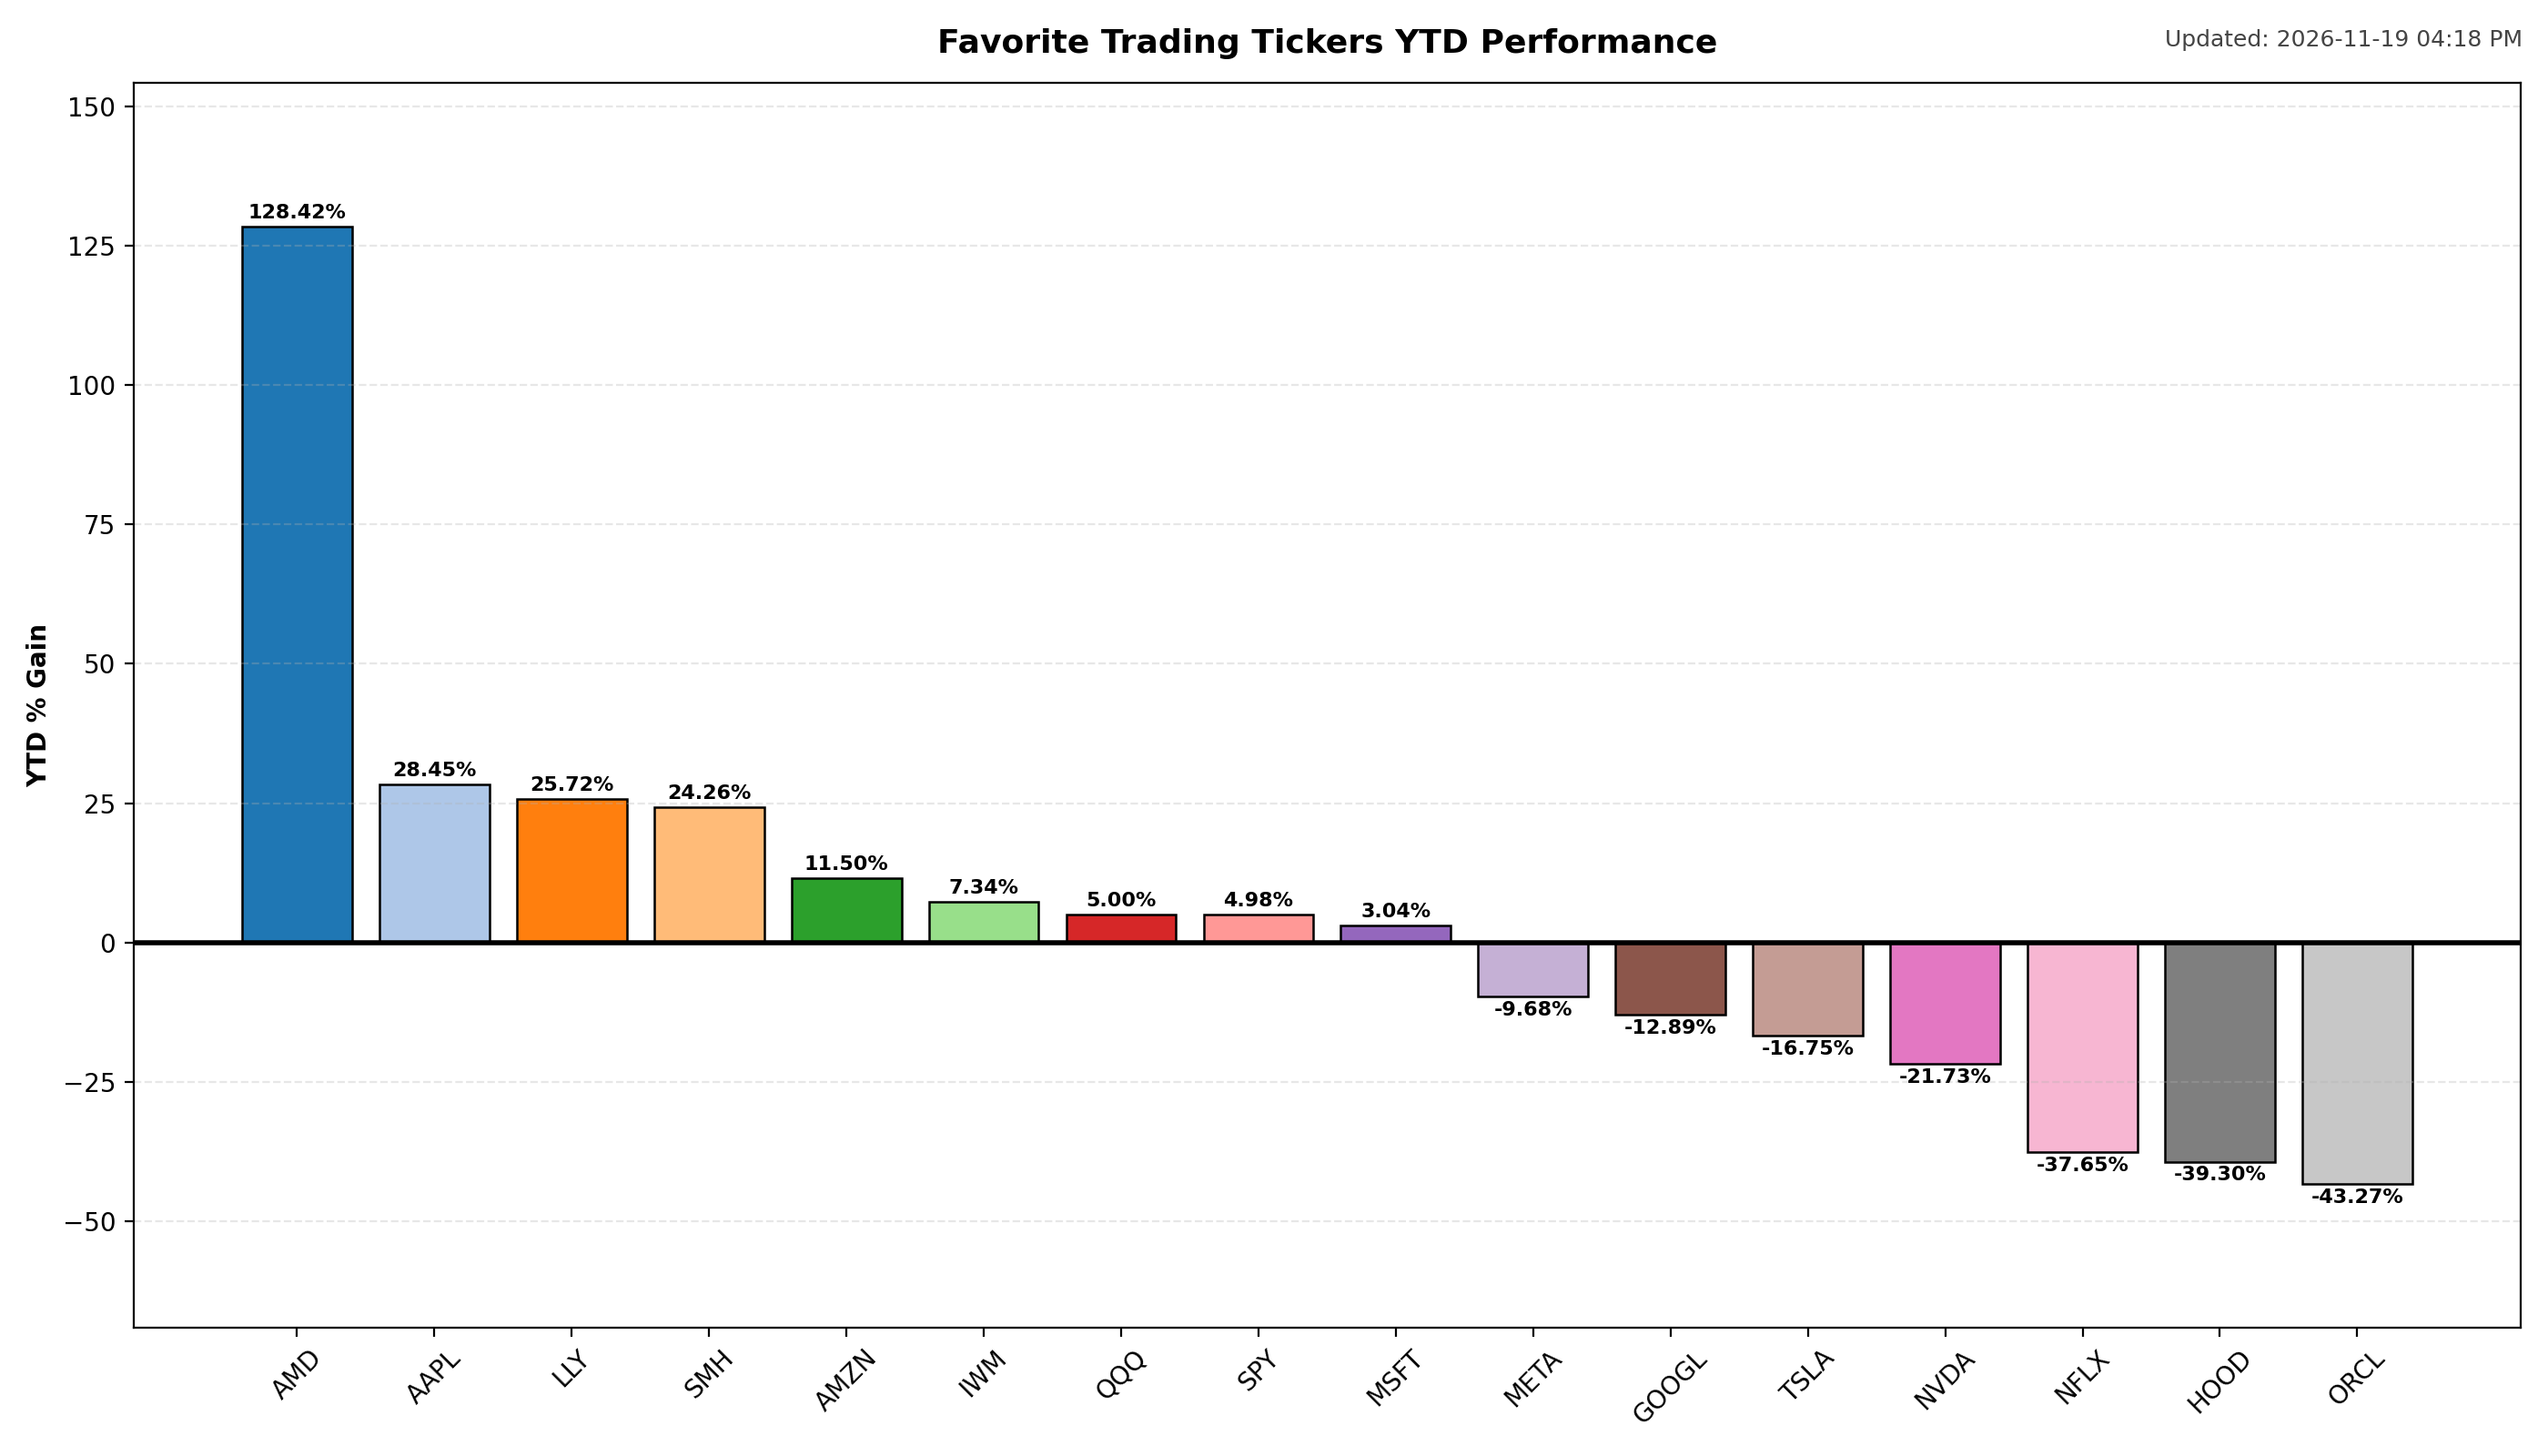 Favorite Trading Tickers YTD Performance
Updated: 2026-11-19 04:18 PM
YTD % Gain
150
125
100
75
50
25
0
−25
−50
128.42%
28.45%
25.72%
24.26%
11.50%
7.34%
5.00%
4.98%
3.04%
-9.68%
-12.89%
-16.75%
-21.73%
-37.65%
-39.30%
-43.27%
AMD
AAPL
LLY
SMH
AMZN
IWM
QQQ
SPY
MSFT
META
GOOGL
TSLA
NVDA
NFLX
HOOD
ORCL